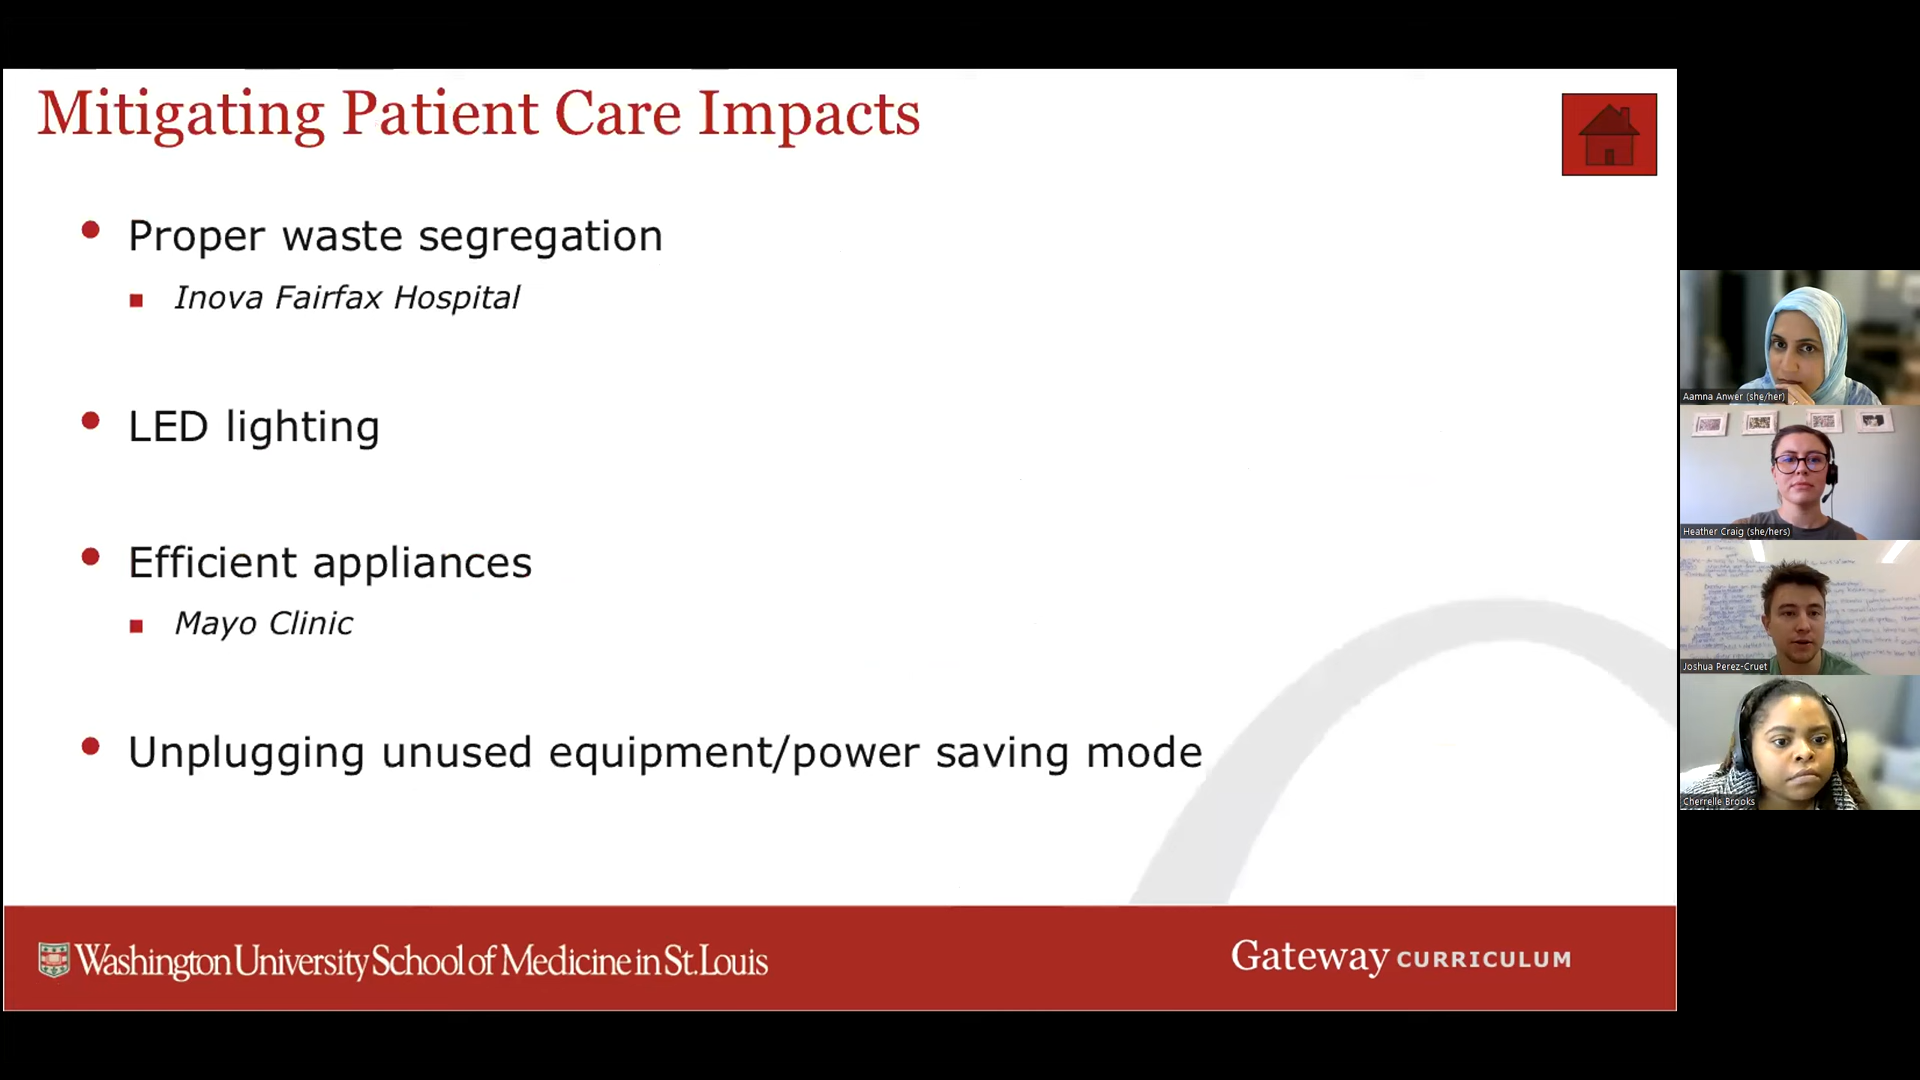 Mitigating Patient Care Impacts
Proper waste segregation
Inova Fairfax Hospital
LED lighting
Efficient appliances
Mayo Clinic
Unplugging unused equipment/power saving mode
Washington University School of Medicine in St. Louis
Gateway CURRICULUM
Aamna Anwer (she/her)
Heather Craig (she/hers)
Joshua Perez-Cruet
Cherrelle Brooks